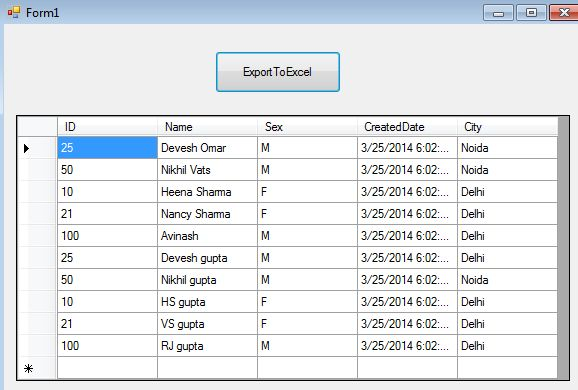 Form1
ExportToExcel
ID Name Sex CreatedDate City
25 Devesh Omar M 3/25/2014 6:02:... Noida
50 Nikhil Vats M 3/25/2014 6:02:... Noida
10 Heena Sharma F 3/25/2014 6:02:... Delhi
21 Nancy Sharma F 3/25/2014 6:02:... Delhi
100 Avinash M 3/25/2014 6:02:... Delhi
25 Devesh gupta M 3/25/2014 6:02:... Delhi
50 Nikhil gupta M 3/25/2014 6:02:... Noida
10 HS gupta F 3/25/2014 6:02:... Delhi
21 VS gupta F 3/25/2014 6:02:... Delhi
100 RJ gupta M 3/25/2014 6:02:... Delhi